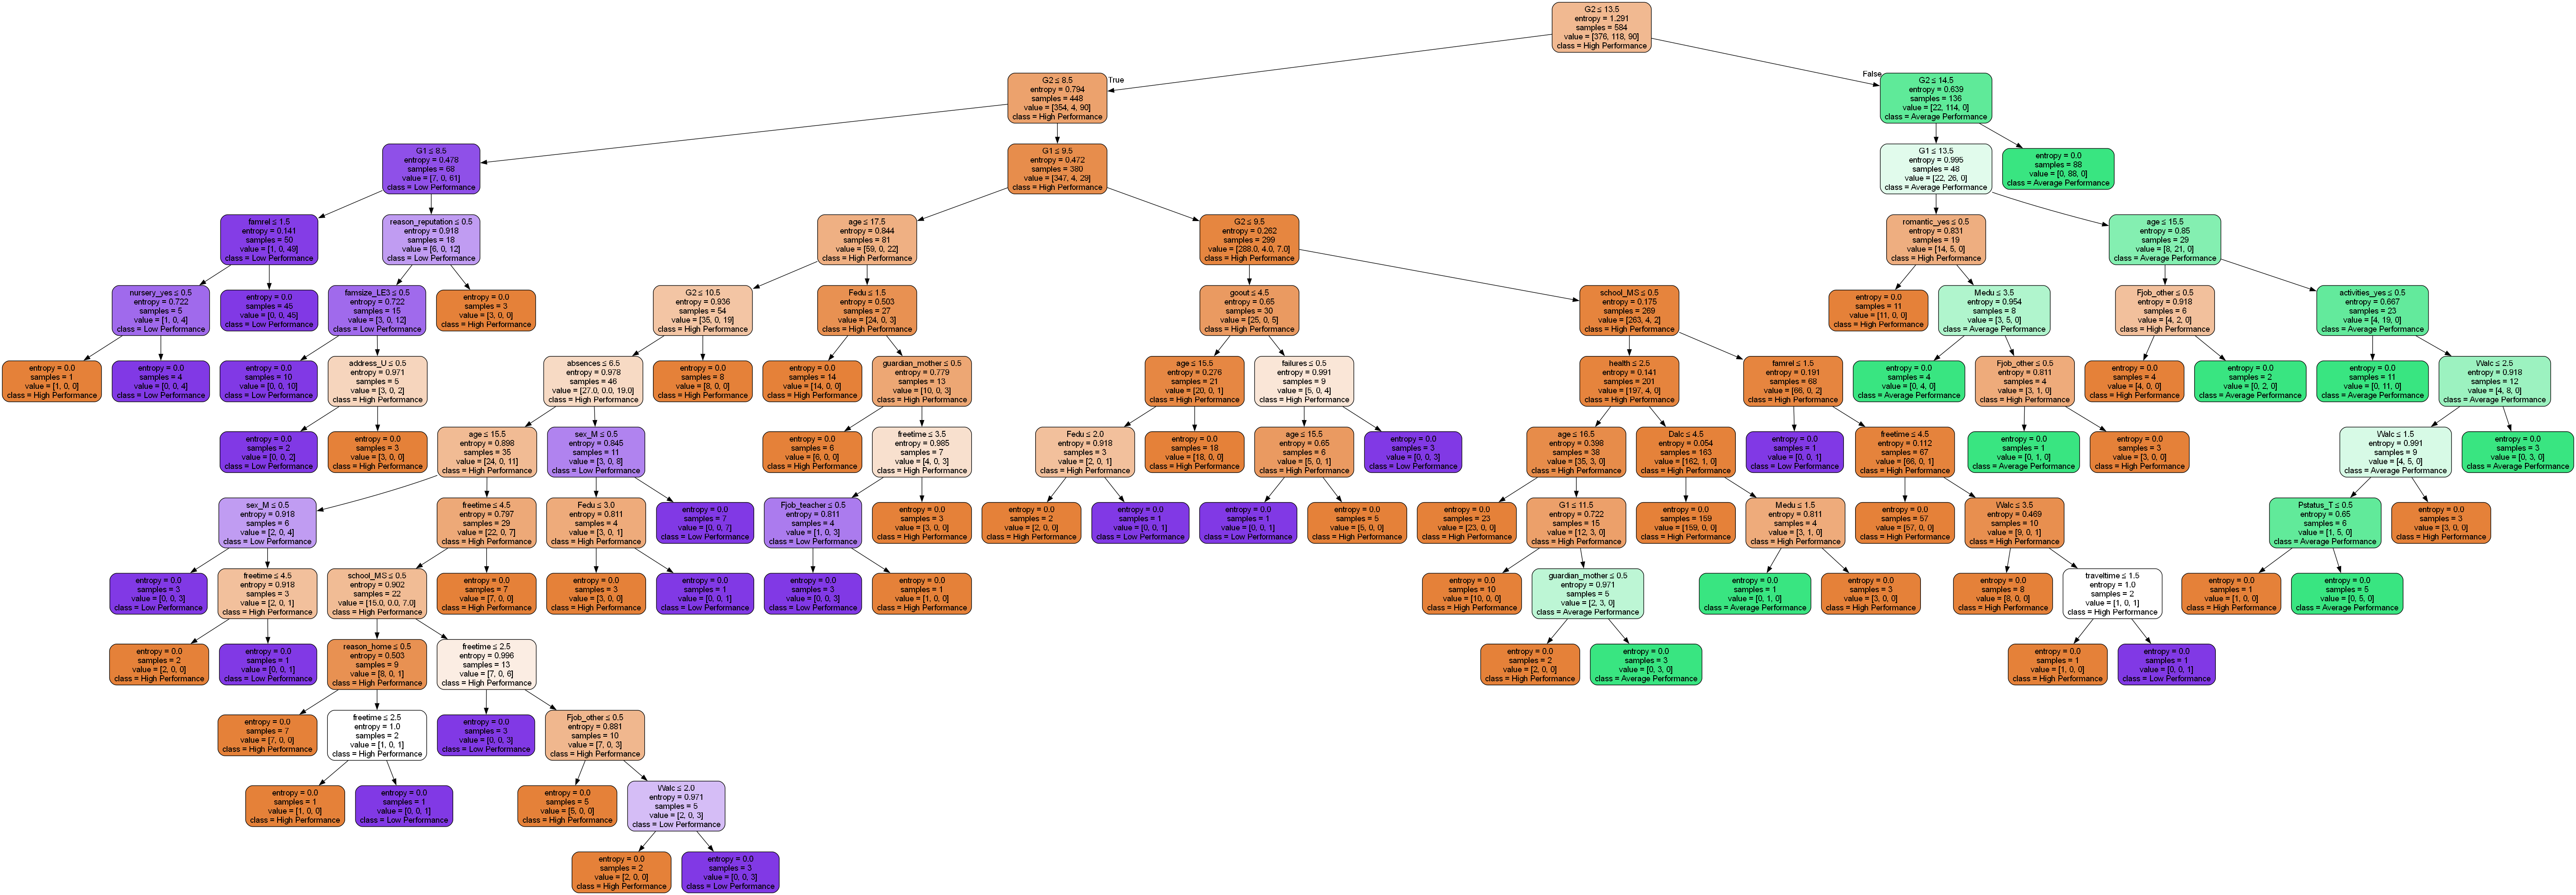 G2 ≤ 13.5
entropy = 1.291
samples = 584
value = [376, 118, 90]
class = High Performance
True
False
G2 ≤ 8.5
entropy = 0.794
samples = 448
value = [354, 4, 90]
class = High Performance
G2 ≤ 14.5
entropy = 0.639
samples = 136
value = [22, 114, 0]
class = Average Performance
G1 ≤ 8.5
entropy = 0.478
samples = 68
value = [7, 0, 61]
class = Low Performance
G1 ≤ 9.5
entropy = 0.472
samples = 380
value = [347, 4, 29]
class = High Performance
G1 ≤ 13.5
entropy = 0.995
samples = 48
value = [22, 26, 0]
class = Average Performance
entropy = 0.0
samples = 88
value = [0, 88, 0]
class = Average Performance
famrel ≤ 1.5
entropy = 0.141
samples = 50
value = [1, 0, 49]
class = Low Performance
reason_reputation ≤ 0.5
entropy = 0.918
samples = 18
value = [6, 0, 12]
class = Low Performance
age ≤ 17.5
entropy = 0.844
samples = 81
value = [59, 0, 22]
class = High Performance
G2 ≤ 9.5
entropy = 0.262
samples = 299
value = [288.0, 4.0, 7.0]
class = High Performance
romantic_yes ≤ 0.5
entropy = 0.831
samples = 19
value = [14, 5, 0]
class = High Performance
age ≤ 15.5
entropy = 0.85
samples = 29
value = [8, 21, 0]
class = Average Performance
nursery_yes ≤ 0.5
entropy = 0.722
samples = 5
value = [1, 0, 4]
class = Low Performance
entropy = 0.0
samples = 45
value = [0, 0, 45]
class = Low Performance
famsize_LE3 ≤ 0.5
entropy = 0.722
samples = 15
value = [3, 0, 12]
class = Low Performance
entropy = 0.0
samples = 3
value = [3, 0, 0]
class = High Performance
G2 ≤ 10.5
entropy = 0.936
samples = 54
value = [35, 0, 19]
class = High Performance
Fedu ≤ 1.5
entropy = 0.503
samples = 27
value = [24, 0, 3]
class = High Performance
goout ≤ 4.5
entropy = 0.65
samples = 30
value = [25, 0, 5]
class = High Performance
school_MS ≤ 0.5
entropy = 0.175
samples = 269
value = [263, 4, 2]
class = High Performance
entropy = 0.0
samples = 11
value = [11, 0, 0]
class = High Performance
Medu ≤ 3.5
entropy = 0.954
samples = 8
value = [3, 5, 0]
class = Average Performance
Fjob_other ≤ 0.5
entropy = 0.918
samples = 6
value = [4, 2, 0]
class = High Performance
activities_yes ≤ 0.5
entropy = 0.667
samples = 23
value = [4, 19, 0]
class = Average Performance
entropy = 0.0
samples = 1
value = [1, 0, 0]
class = High Performance
entropy = 0.0
samples = 4
value = [0, 0, 4]
class = Low Performance
entropy = 0.0
samples = 10
value = [0, 0, 10]
class = Low Performance
address_U ≤ 0.5
entropy = 0.971
samples = 5
value = [3, 0, 2]
class = High Performance
absences ≤ 6.5
entropy = 0.978
samples = 46
value = [27.0, 0.0, 19.0]
class = High Performance
entropy = 0.0
samples = 8
value = [8, 0, 0]
class = High Performance
entropy = 0.0
samples = 14
value = [14, 0, 0]
class = High Performance
guardian_mother ≤ 0.5
entropy = 0.779
samples = 13
value = [10, 0, 3]
class = High Performance
age ≤ 15.5
entropy = 0.276
samples = 21
value = [20, 0, 1]
class = High Performance
failures ≤ 0.5
entropy = 0.991
samples = 9
value = [5, 0, 4]
class = High Performance
health ≤ 2.5
entropy = 0.141
samples = 201
value = [197, 4, 0]
class = High Performance
famrel ≤ 1.5
entropy = 0.191
samples = 68
value = [66, 0, 2]
class = High Performance
entropy = 0.0
samples = 4
value = [0, 4, 0]
class = Average Performance
Fjob_other ≤ 0.5
entropy = 0.811
samples = 4
value = [3, 1, 0]
class = High Performance
entropy = 0.0
samples = 4
value = [4, 0, 0]
class = High Performance
entropy = 0.0
samples = 2
value = [0, 2, 0]
class = Average Performance
entropy = 0.0
samples = 11
value = [0, 11, 0]
class = Average Performance
Walc ≤ 2.5
entropy = 0.918
samples = 12
value = [4, 8, 0]
class = Average Performance
entropy = 0.0
samples = 2
value = [0, 0, 2]
class = Low Performance
entropy = 0.0
samples = 3
value = [3, 0, 0]
class = High Performance
age ≤ 15.5
entropy = 0.898
samples = 35
value = [24, 0, 11]
class = High Performance
sex_M ≤ 0.5
entropy = 0.845
samples = 11
value = [3, 0, 8]
class = Low Performance
entropy = 0.0
samples = 6
value = [6, 0, 0]
class = High Performance
freetime ≤ 3.5
entropy = 0.985
samples = 7
value = [4, 0, 3]
class = High Performance
Fedu ≤ 2.0
entropy = 0.918
samples = 3
value = [2, 0, 1]
class = High Performance
entropy = 0.0
samples = 18
value = [18, 0, 0]
class = High Performance
age ≤ 15.5
entropy = 0.65
samples = 6
value = [5, 0, 1]
class = High Performance
entropy = 0.0
samples = 3
value = [0, 0, 3]
class = Low Performance
age ≤ 16.5
entropy = 0.398
samples = 38
value = [35, 3, 0]
class = High Performance
Dalc ≤ 4.5
entropy = 0.054
samples = 163
value = [162, 1, 0]
class = High Performance
entropy = 0.0
samples = 1
value = [0, 0, 1]
class = Low Performance
freetime ≤ 4.5
entropy = 0.112
samples = 67
value = [66, 0, 1]
class = High Performance
entropy = 0.0
samples = 1
value = [0, 1, 0]
class = Average Performance
entropy = 0.0
samples = 3
value = [3, 0, 0]
class = High Performance
Walc ≤ 1.5
entropy = 0.991
samples = 9
value = [4, 5, 0]
class = Average Performance
entropy = 0.0
samples = 3
value = [0, 3, 0]
class = Average Performance
sex_M ≤ 0.5
entropy = 0.918
samples = 6
value = [2, 0, 4]
class = Low Performance
freetime ≤ 4.5
entropy = 0.797
samples = 29
value = [22, 0, 7]
class = High Performance
Fedu ≤ 3.0
entropy = 0.811
samples = 4
value = [3, 0, 1]
class = High Performance
entropy = 0.0
samples = 7
value = [0, 0, 7]
class = Low Performance
Fjob_teacher ≤ 0.5
entropy = 0.811
samples = 4
value = [1, 0, 3]
class = Low Performance
entropy = 0.0
samples = 3
value = [3, 0, 0]
class = High Performance
entropy = 0.0
samples = 2
value = [2, 0, 0]
class = High Performance
entropy = 0.0
samples = 1
value = [0, 0, 1]
class = Low Performance
entropy = 0.0
samples = 1
value = [0, 0, 1]
class = Low Performance
entropy = 0.0
samples = 5
value = [5, 0, 0]
class = High Performance
entropy = 0.0
samples = 23
value = [23, 0, 0]
class = High Performance
G1 ≤ 11.5
entropy = 0.722
samples = 15
value = [12, 3, 0]
class = High Performance
entropy = 0.0
samples = 159
value = [159, 0, 0]
class = High Performance
Medu ≤ 1.5
entropy = 0.811
samples = 4
value = [3, 1, 0]
class = High Performance
entropy = 0.0
samples = 57
value = [57, 0, 0]
class = High Performance
Walc ≤ 3.5
entropy = 0.469
samples = 10
value = [9, 0, 1]
class = High Performance
Pstatus_T ≤ 0.5
entropy = 0.65
samples = 6
value = [1, 5, 0]
class = Average Performance
entropy = 0.0
samples = 3
value = [3, 0, 0]
class = High Performance
entropy = 0.0
samples = 3
value = [0, 0, 3]
class = Low Performance
freetime ≤ 4.5
entropy = 0.918
samples = 3
value = [2, 0, 1]
class = High Performance
school_MS ≤ 0.5
entropy = 0.902
samples = 22
value = [15.0, 0.0, 7.0]
class = High Performance
entropy = 0.0
samples = 7
value = [7, 0, 0]
class = High Performance
entropy = 0.0
samples = 3
value = [3, 0, 0]
class = High Performance
entropy = 0.0
samples = 1
value = [0, 0, 1]
class = Low Performance
entropy = 0.0
samples = 3
value = [0, 0, 3]
class = Low Performance
entropy = 0.0
samples = 1
value = [1, 0, 0]
class = High Performance
entropy = 0.0
samples = 10
value = [10, 0, 0]
class = High Performance
guardian_mother ≤ 0.5
entropy = 0.971
samples = 5
value = [2, 3, 0]
class = Average Performance
entropy = 0.0
samples = 1
value = [0, 1, 0]
class = Average Performance
entropy = 0.0
samples = 3
value = [3, 0, 0]
class = High Performance
entropy = 0.0
samples = 8
value = [8, 0, 0]
class = High Performance
traveltime ≤ 1.5
entropy = 1.0
samples = 2
value = [1, 0, 1]
class = High Performance
entropy = 0.0
samples = 1
value = [1, 0, 0]
class = High Performance
entropy = 0.0
samples = 5
value = [0, 5, 0]
class = Average Performance
entropy = 0.0
samples = 2
value = [2, 0, 0]
class = High Performance
entropy = 0.0
samples = 1
value = [0, 0, 1]
class = Low Performance
reason_home ≤ 0.5
entropy = 0.503
samples = 9
value = [8, 0, 1]
class = High Performance
freetime ≤ 2.5
entropy = 0.996
samples = 13
value = [7, 0, 6]
class = High Performance
entropy = 0.0
samples = 2
value = [2, 0, 0]
class = High Performance
entropy = 0.0
samples = 3
value = [0, 3, 0]
class = Average Performance
entropy = 0.0
samples = 1
value = [1, 0, 0]
class = High Performance
entropy = 0.0
samples = 1
value = [0, 0, 1]
class = Low Performance
entropy = 0.0
samples = 7
value = [7, 0, 0]
class = High Performance
freetime ≤ 2.5
entropy = 1.0
samples = 2
value = [1, 0, 1]
class = High Performance
entropy = 0.0
samples = 3
value = [0, 0, 3]
class = Low Performance
Fjob_other ≤ 0.5
entropy = 0.881
samples = 10
value = [7, 0, 3]
class = High Performance
entropy = 0.0
samples = 1
value = [1, 0, 0]
class = High Performance
entropy = 0.0
samples = 1
value = [0, 0, 1]
class = Low Performance
entropy = 0.0
samples = 5
value = [5, 0, 0]
class = High Performance
Walc ≤ 2.0
entropy = 0.971
samples = 5
value = [2, 0, 3]
class = Low Performance
entropy = 0.0
samples = 2
value = [2, 0, 0]
class = High Performance
entropy = 0.0
samples = 3
value = [0, 0, 3]
class = Low Performance